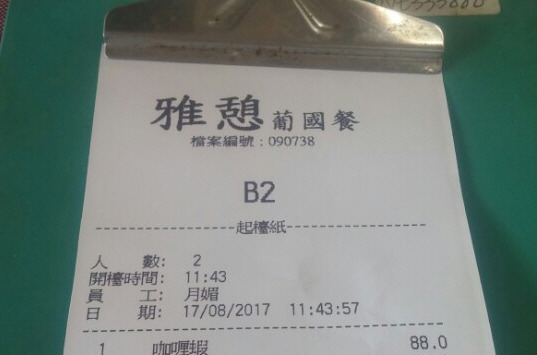 雅憩葡國餐
檔案編號：090738
B2
--------------------起檯紙--------------------
人　　數: 2
開檯時間: 11:43
員　　工: 月媚
日　　期: 17/08/2017 11:43:57
1 咖喱蝦 88.0